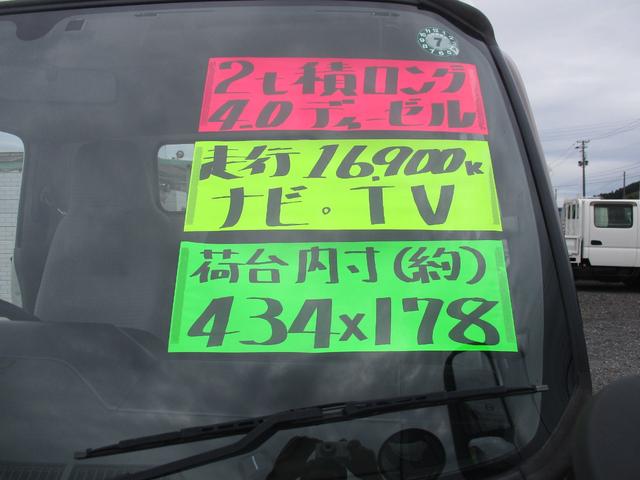 2t積ロング
4.0ディーゼル
走行16,900K
ナビ・TV
荷台内寸(約)
434x178
7